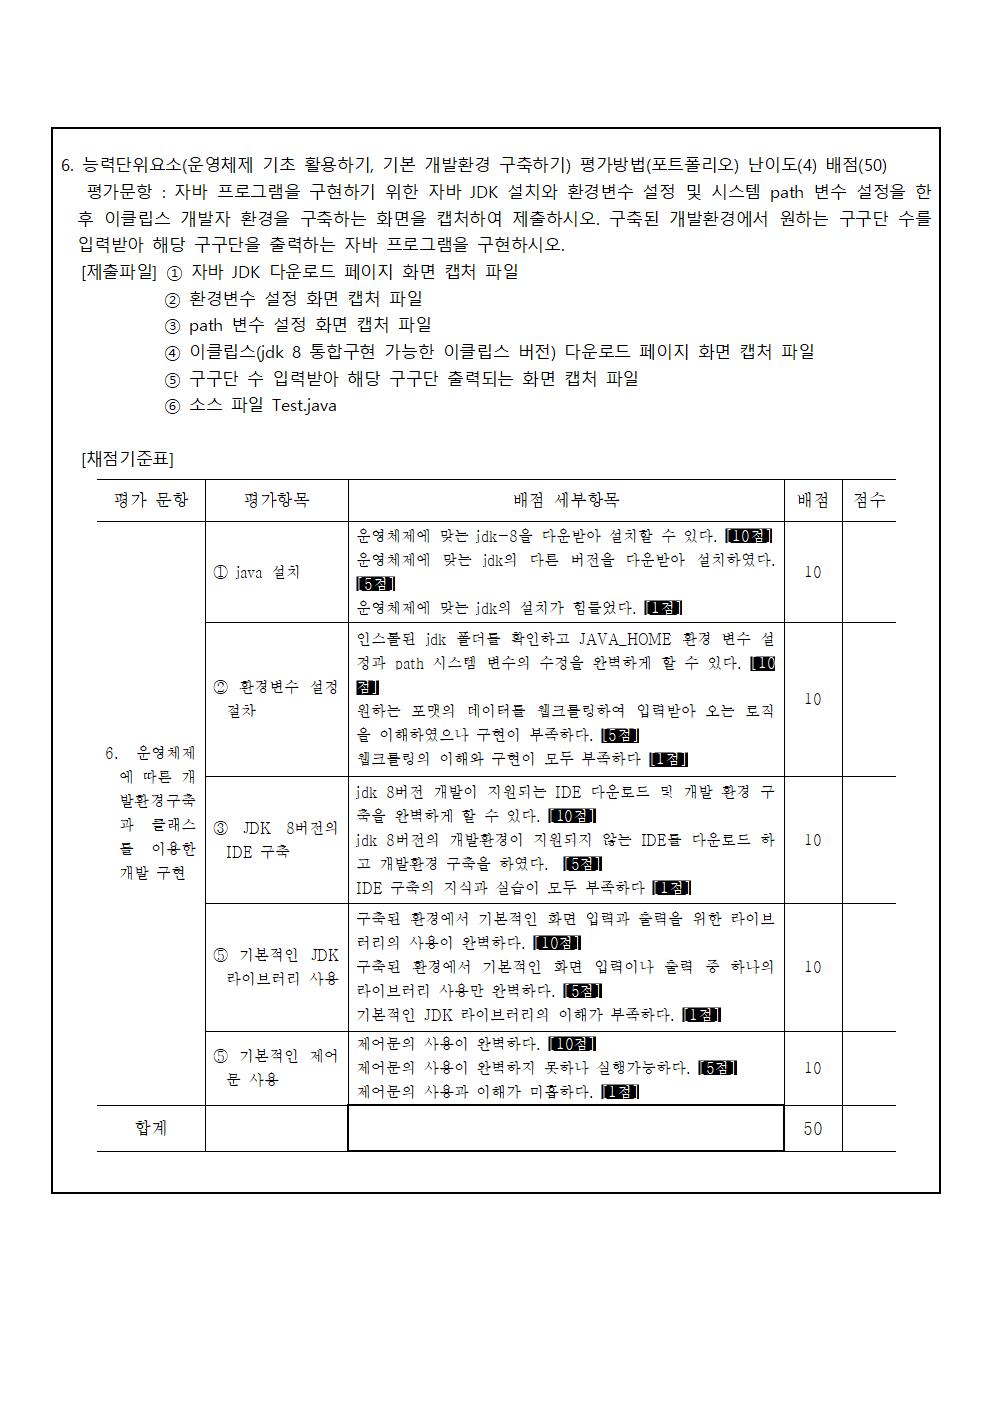 6. 능력단위요소(운영체제 기초 활용하기, 기본 개발환경 구축하기) 평가방법(포트폴리오) 난이도(4) 배점(50)
평가문항 : 자바 프로그램을 구현하기 위한 자바 JDK 설치와 환경변수 설정 및 시스템 path 변수 설정을 한
후 이클립스 개발자 환경을 구축하는 화면을 캡처하여 제출하시오. 구축된 개발환경에서 원하는 구구단 수를
입력받아 해당 구구단을 출력하는 자바 프로그램을 구현하시오.
[제출파일] ① 자바 JDK 다운로드 페이지 화면 캡처 파일
② 환경변수 설정 화면 캡처 파일
③ path 변수 설정 화면 캡처 파일
④ 이클립스(jdk 8 통합구현 가능한 이클립스 버전) 다운로드 페이지 화면 캡처 파일
⑤ 구구단 수 입력받아 해당 구구단 출력되는 화면 캡처 파일
⑥ 소스 파일 Test.java
[채점기준표]
평가 문항 평가항목 배점 세부항목 배점 점수
6. 운영체제
에 따른 개
발환경구축
과 클래스
를 이용한
개발 구현
① java 설치
운영체제에 맞는 jdk-8을 다운받아 설치할 수 있다. [10점]
운영체제에 맞는 jdk의 다른 버전을 다운받아 설치하였다.
[5점]
운영체제에 맞는 jdk의 설치가 힘들었다. [1점]
10
② 환경변수 설정
절차
인스톨된 jdk 폴더를 확인하고 JAVA_HOME 환경 변수 설
정과 path 시스템 변수의 수정을 완벽하게 할 수 있다. [10
점]
원하는 포맷의 데이터를 웹크롤링하여 입력받아 오는 로직
을 이해하였으나 구현이 부족하다. [5점]
웹크롤링의 이해와 구현이 모두 부족하다 [1점]
10
③ JDK 8버전의
IDE 구축
jdk 8버전 개발이 지원되는 IDE 다운로드 및 개발 환경 구
축을 완벽하게 할 수 있다. [10점]
jdk 8버전의 개발환경이 지원되지 않는 IDE를 다운로드 하
고 개발환경 구축을 하였다. [5점]
IDE 구축의 지식과 실습이 모두 부족하다 [1점]
10
⑤ 기본적인 JDK
라이브러리 사용
구축된 환경에서 기본적인 화면 입력과 출력을 위한 라이브
러리의 사용이 완벽하다. [10점]
구축된 환경에서 기본적인 화면 입력이나 출력 중 하나의
라이브러리 사용만 완벽하다. [5점]
기본적인 JDK 라이브러리의 이해가 부족하다. [1점]
10
⑤ 기본적인 제어
문 사용
제어문의 사용이 완벽하다. [10점]
제어문의 사용이 완벽하지 못하나 실행가능하다. [5점]
제어문의 사용과 이해가 미흡하다. [1점]
10
합계 50